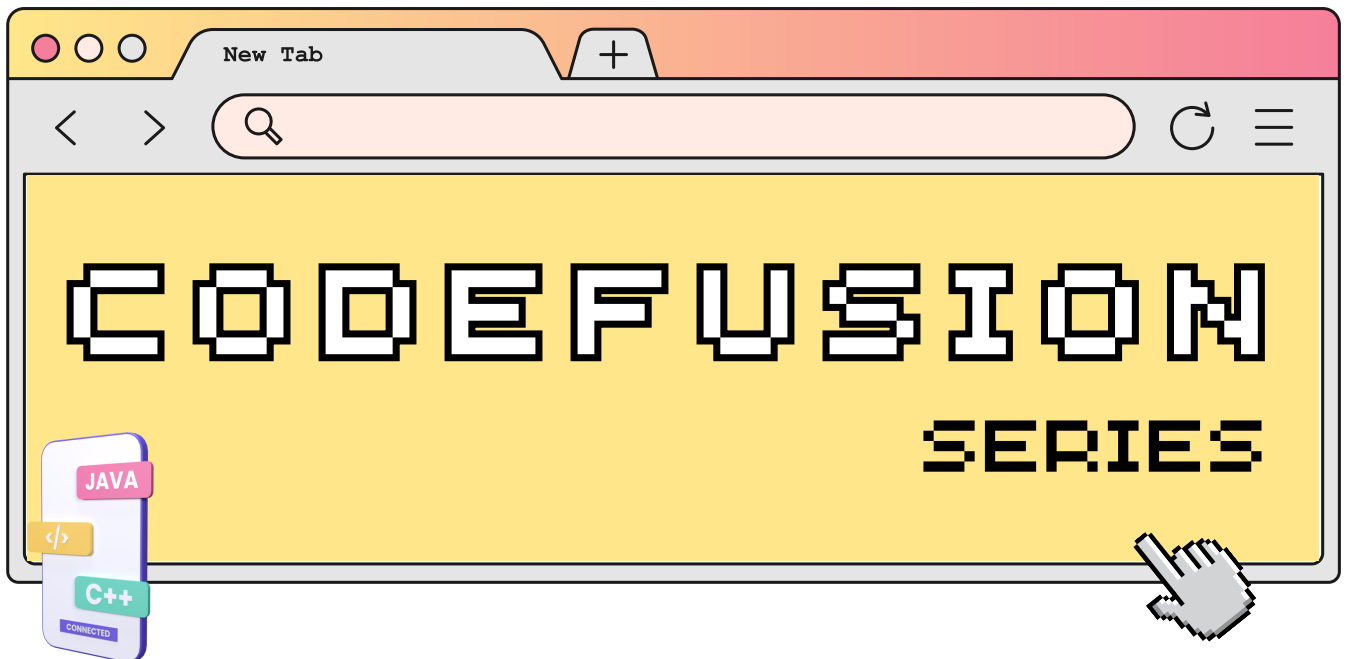 New Tab
CODEFUSION
SERIES
JAVA
</>
C++
CONNECTED